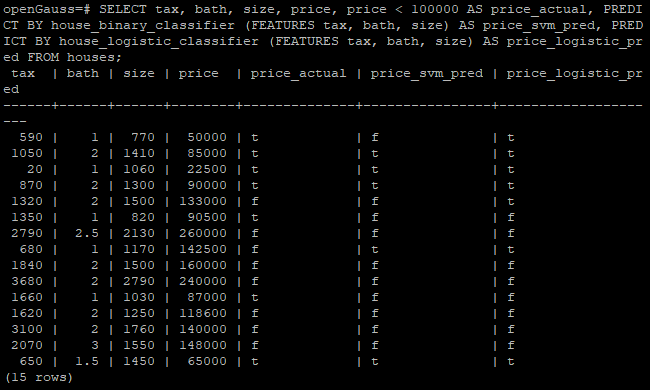 openGauss=# SELECT tax, bath, size, price, price < 100000 AS price_actual, PREDI
CT BY house_binary_classifier (FEATURES tax, bath, size) AS price_svm_pred, PRED
ICT BY house_logistic_classifier (FEATURES tax, bath, size) AS price_logistic_pr
ed FROM houses;
 tax  | bath | size | price  | price_actual | price_svm_pred | price_logistic_pr
ed
------+------+------+--------+--------------+----------------+------------------
---
  590 |    1 |  770 |  50000 | t            | f              | t
 1050 |    2 | 1410 |  85000 | t            | t              | t
   20 |    1 | 1060 |  22500 | t            | t              | t
  870 |    2 | 1300 |  90000 | t            | t              | t
 1320 |    2 | 1500 | 133000 | f            | f              | f
 1350 |    1 |  820 |  90500 | t            | f              | f
 2790 |  2.5 | 2130 | 260000 | f            | f              | f
  680 |    1 | 1170 | 142500 | f            | t              | t
 1840 |    2 | 1500 | 160000 | f            | f              | f
 3680 |    2 | 2790 | 240000 | f            | f              | f
 1660 |    1 | 1030 |  87000 | t            | f              | f
 1620 |    2 | 1250 | 118600 | f            | f              | f
 3100 |    2 | 1760 | 140000 | f            | f              | f
 2070 |    3 | 1550 | 148000 | f            | f              | f
  650 |  1.5 | 1450 |  65000 | t            | t              | t
(15 rows)